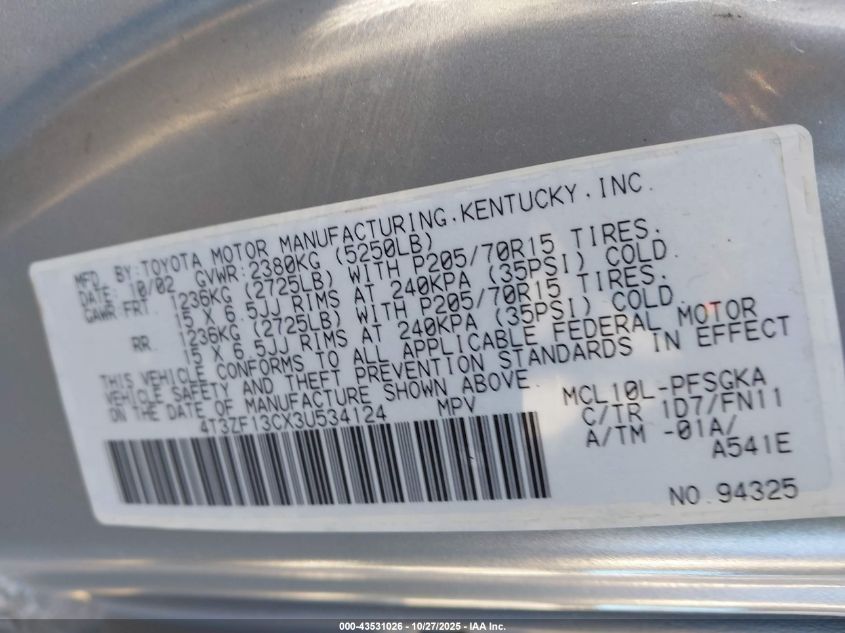 MFD. BY: TOYOTA MOTOR MANUFACTURING, KENTUCKY, INC.
DATE: 10/02 GVWR: 2380KG (5250LB)
GAWR: FRT. 1236KG (2725LB) WITH P205/70R15 TIRES.
15 X 6.5JJ RIMS AT 240KPA (35PSI) COLD.
RR. 1236KG (2725LB) WITH P205/70R15 TIRES.
15 X 6.5JJ RIMS AT 240KPA (35PSI) COLD.
THIS VEHICLE CONFORMS TO ALL APPLICABLE FEDERAL MOTOR
VEHICLE SAFETY AND THEFT PREVENTION STANDARDS IN EFFECT
ON THE DATE OF MANUFACTURE SHOWN ABOVE.
4T3ZF13CX3U534124 MPV
MCL10L-PFSGKA
C/TR 1D7/FN11
A/TM -01A/
A541E
NO. 94325
000-43531026 - 10/27/2025 - IAA Inc.